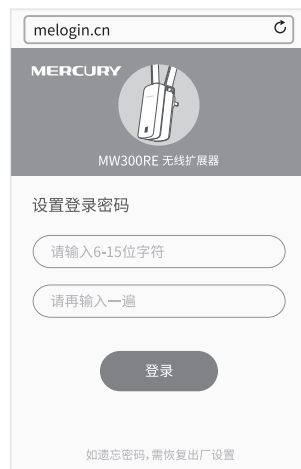 melogin.cn
MERCURY
MW300RE 无线扩展器
设置登录密码
请输入6-15位字符
请再输入一遍
登录
如遗忘密码,需恢复出厂设置